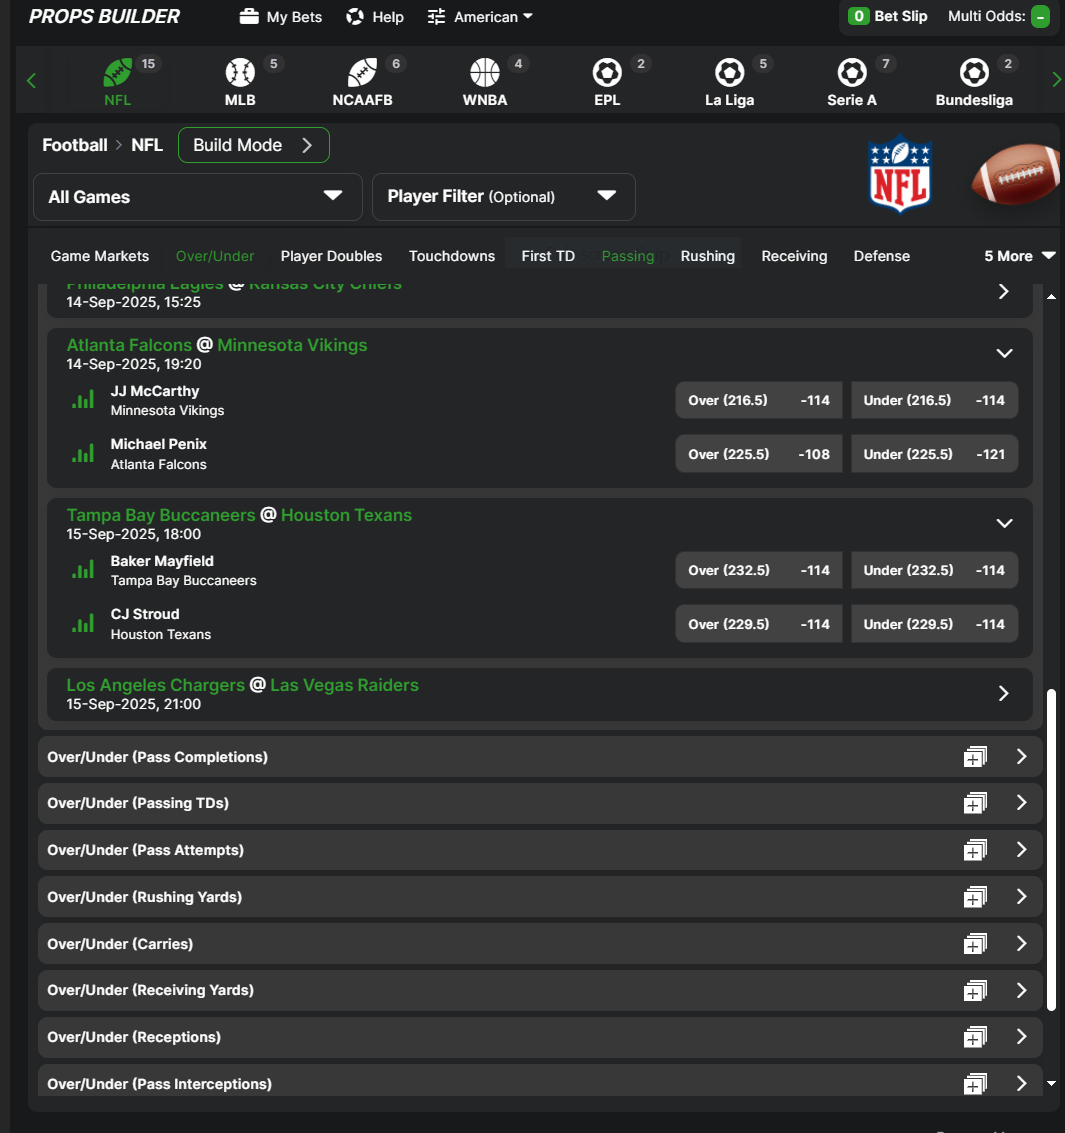 PROPS BUILDER
My Bets
Help
American
0 Bet Slip
Multi Odds: -
15
NFL
5
MLB
6
NCAAFB
4
WNBA
2
EPL
5
La Liga
7
Serie A
2
Bundesliga
Football > NFL
Build Mode
NFL
All Games
Player Filter (Optional)
Game Markets
Over/Under
Player Doubles
Touchdowns
First TD
Passing
Rushing
Receiving
Defense
5 More
Philadelphia Eagles @ Kansas City Chiefs
14-Sep-2025, 15:25
Atlanta Falcons @ Minnesota Vikings
14-Sep-2025, 19:20
JJ McCarthy
Minnesota Vikings
Over (216.5) -114
Under (216.5) -114
Michael Penix
Atlanta Falcons
Over (225.5) -108
Under (225.5) -121
Tampa Bay Buccaneers @ Houston Texans
15-Sep-2025, 18:00
Baker Mayfield
Tampa Bay Buccaneers
Over (232.5) -114
Under (232.5) -114
CJ Stroud
Houston Texans
Over (229.5) -114
Under (229.5) -114
Los Angeles Chargers @ Las Vegas Raiders
15-Sep-2025, 21:00
Over/Under (Pass Completions)
Over/Under (Passing TDs)
Over/Under (Pass Attempts)
Over/Under (Rushing Yards)
Over/Under (Carries)
Over/Under (Receiving Yards)
Over/Under (Receptions)
Over/Under (Pass Interceptions)